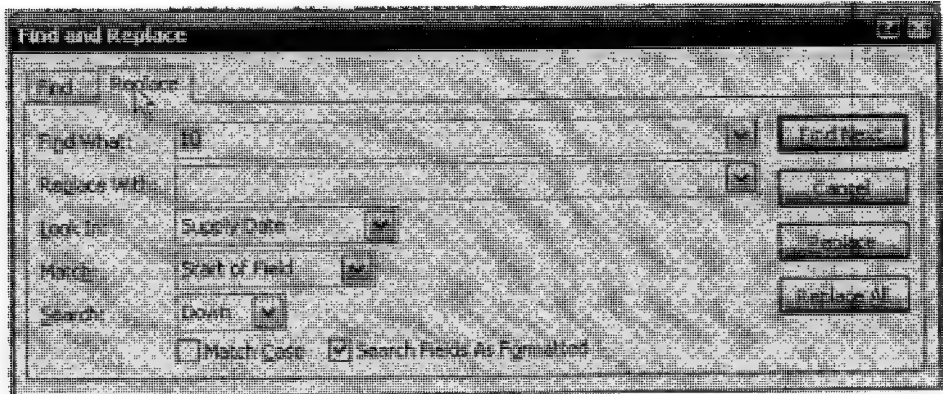 Find and Replace
Find Replace
Find What: 10 Find Next
Replace With: Cancel
Look In: Supply Date Replace
Match: Start of Field Replace All
Search: Down
Match Case Search Fields As Formatted